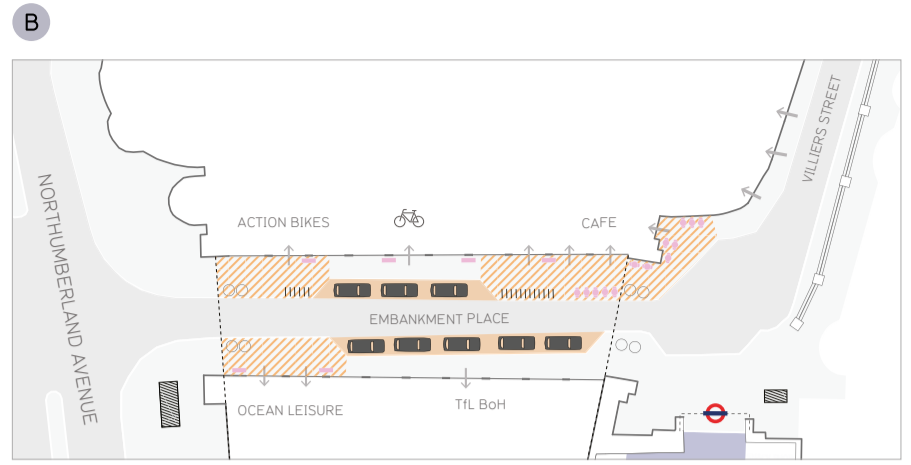 B
NORTHUMBERLAND AVENUE
ACTION BIKES
CAFE
VILLIERS STREET
EMBANKMENT PLACE
OCEAN LEISURE
TfL BoH